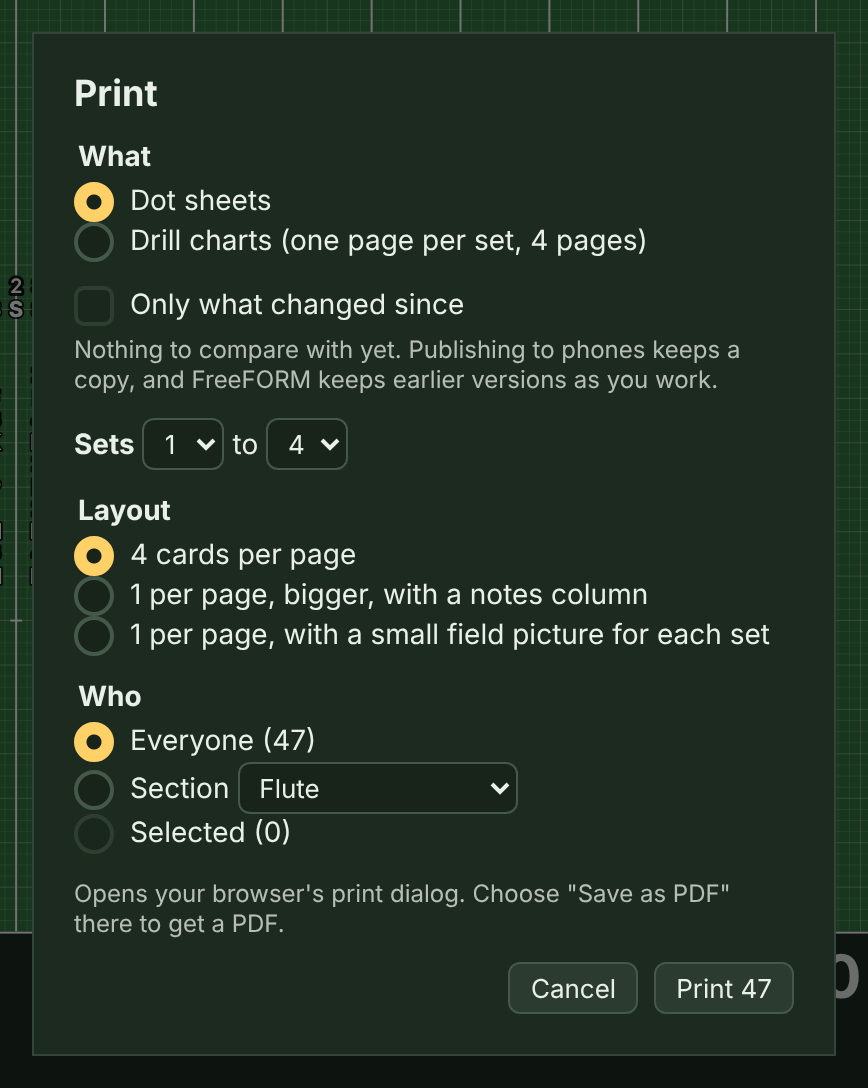 Print
What
Dot sheets
Drill charts (one page per set, 4 pages)
Only what changed since
Nothing to compare with yet. Publishing to phones keeps a
copy, and FreeFORM keeps earlier versions as you work.
Sets 1 to 4
Layout
4 cards per page
1 per page, bigger, with a notes column
1 per page, with a small field picture for each set
Who
Everyone (47)
Section Flute
Selected (0)
Opens your browser's print dialog. Choose "Save as PDF"
there to get a PDF.
Cancel Print 47
2
S
0